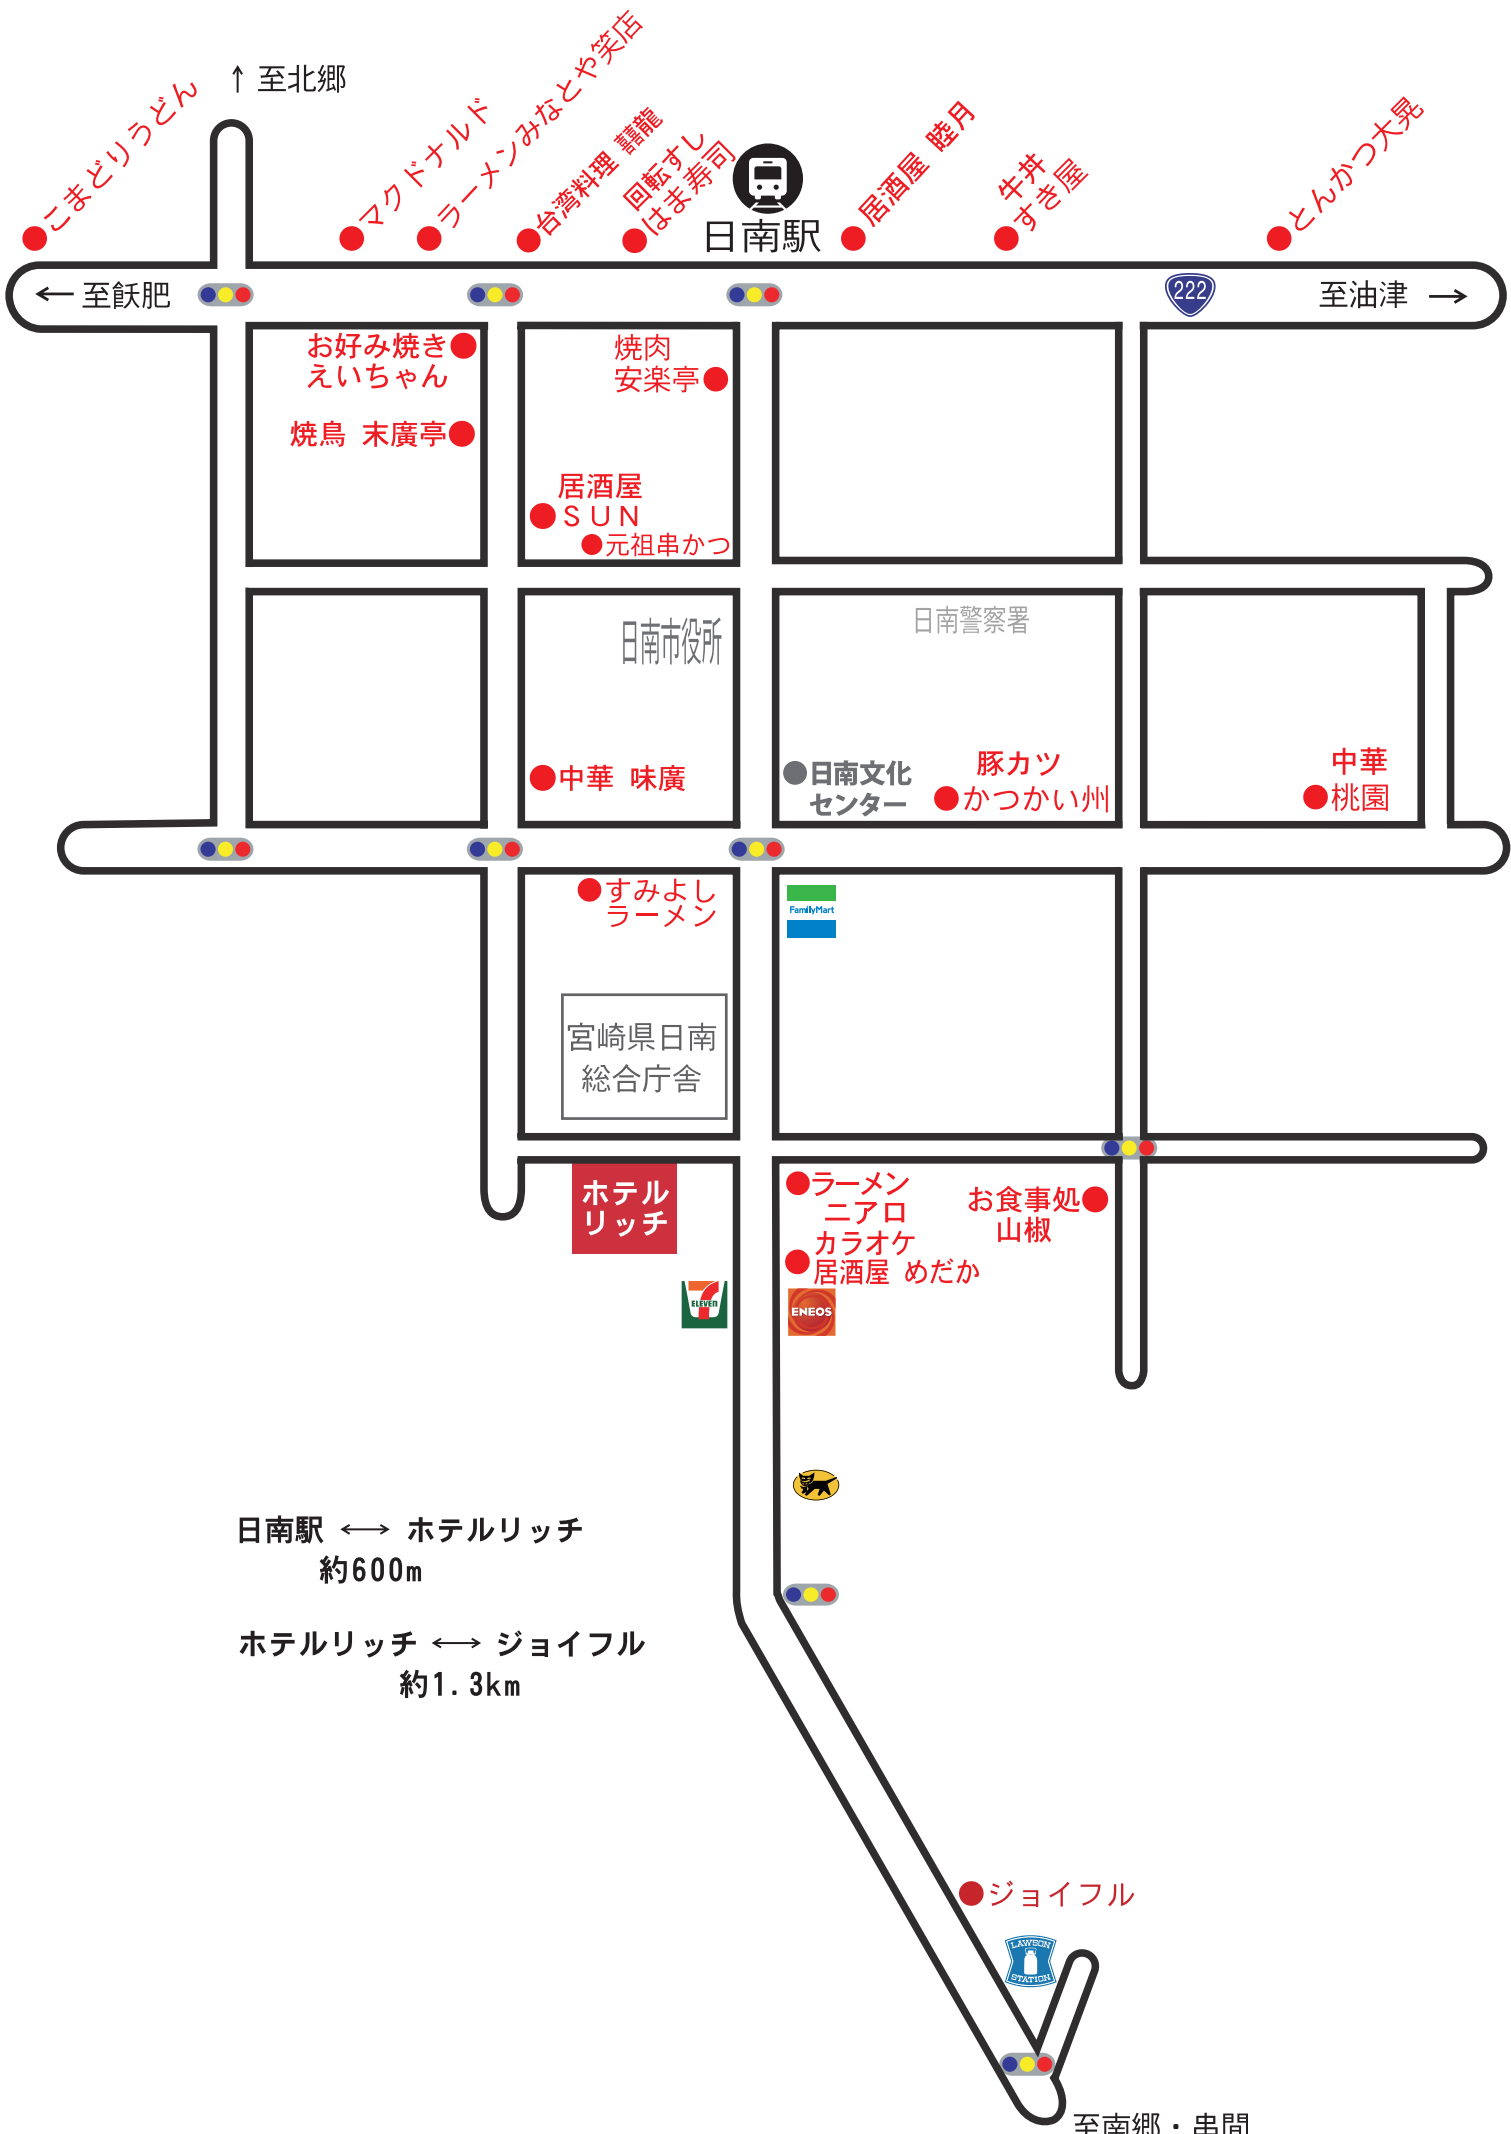 ↑ 至北郷
こまどりうどん
マクドナルド
ラーメンみなとや笑店
台湾料理 囍龍
回転すし
はま寿司
日南駅
居酒屋 睦月
牛丼
すき屋
とんかつ大晃
← 至飫肥
222
至油津 →
お好み焼き
えいちゃん
焼肉
安楽亭
焼鳥 末廣亭
居酒屋
SUN
元祖串かつ
日南市役所
日南警察署
中華 味廣
日南文化
センター
豚カツ
かつかい州
中華
桃園
すみよし
ラーメン
FamilyMart
宮崎県日南
総合庁舎
ホテル
リッチ
ラーメン
ニアロ
カラオケ
居酒屋 めだか
お食事処
山椒
7
ELEVEn
ENEOS
日南駅 ⟷ ホテルリッチ
約600m
ホテルリッチ ⟷ ジョイフル
約1.3km
ジョイフル
LAWSON
STATION
至南郷・串間